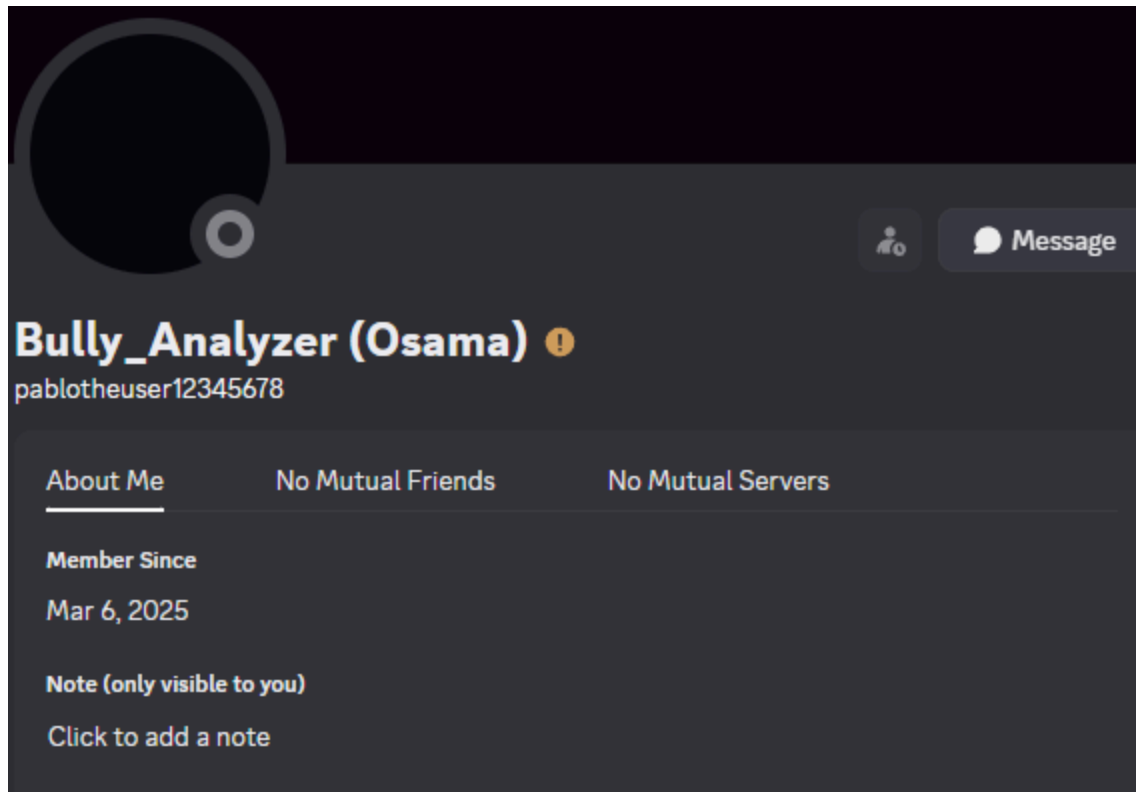 Message
Bully_Analyzer (Osama)
pablotheuser12345678
About Me No Mutual Friends No Mutual Servers
Member Since
Mar 6, 2025
Note (only visible to you)
Click to add a note